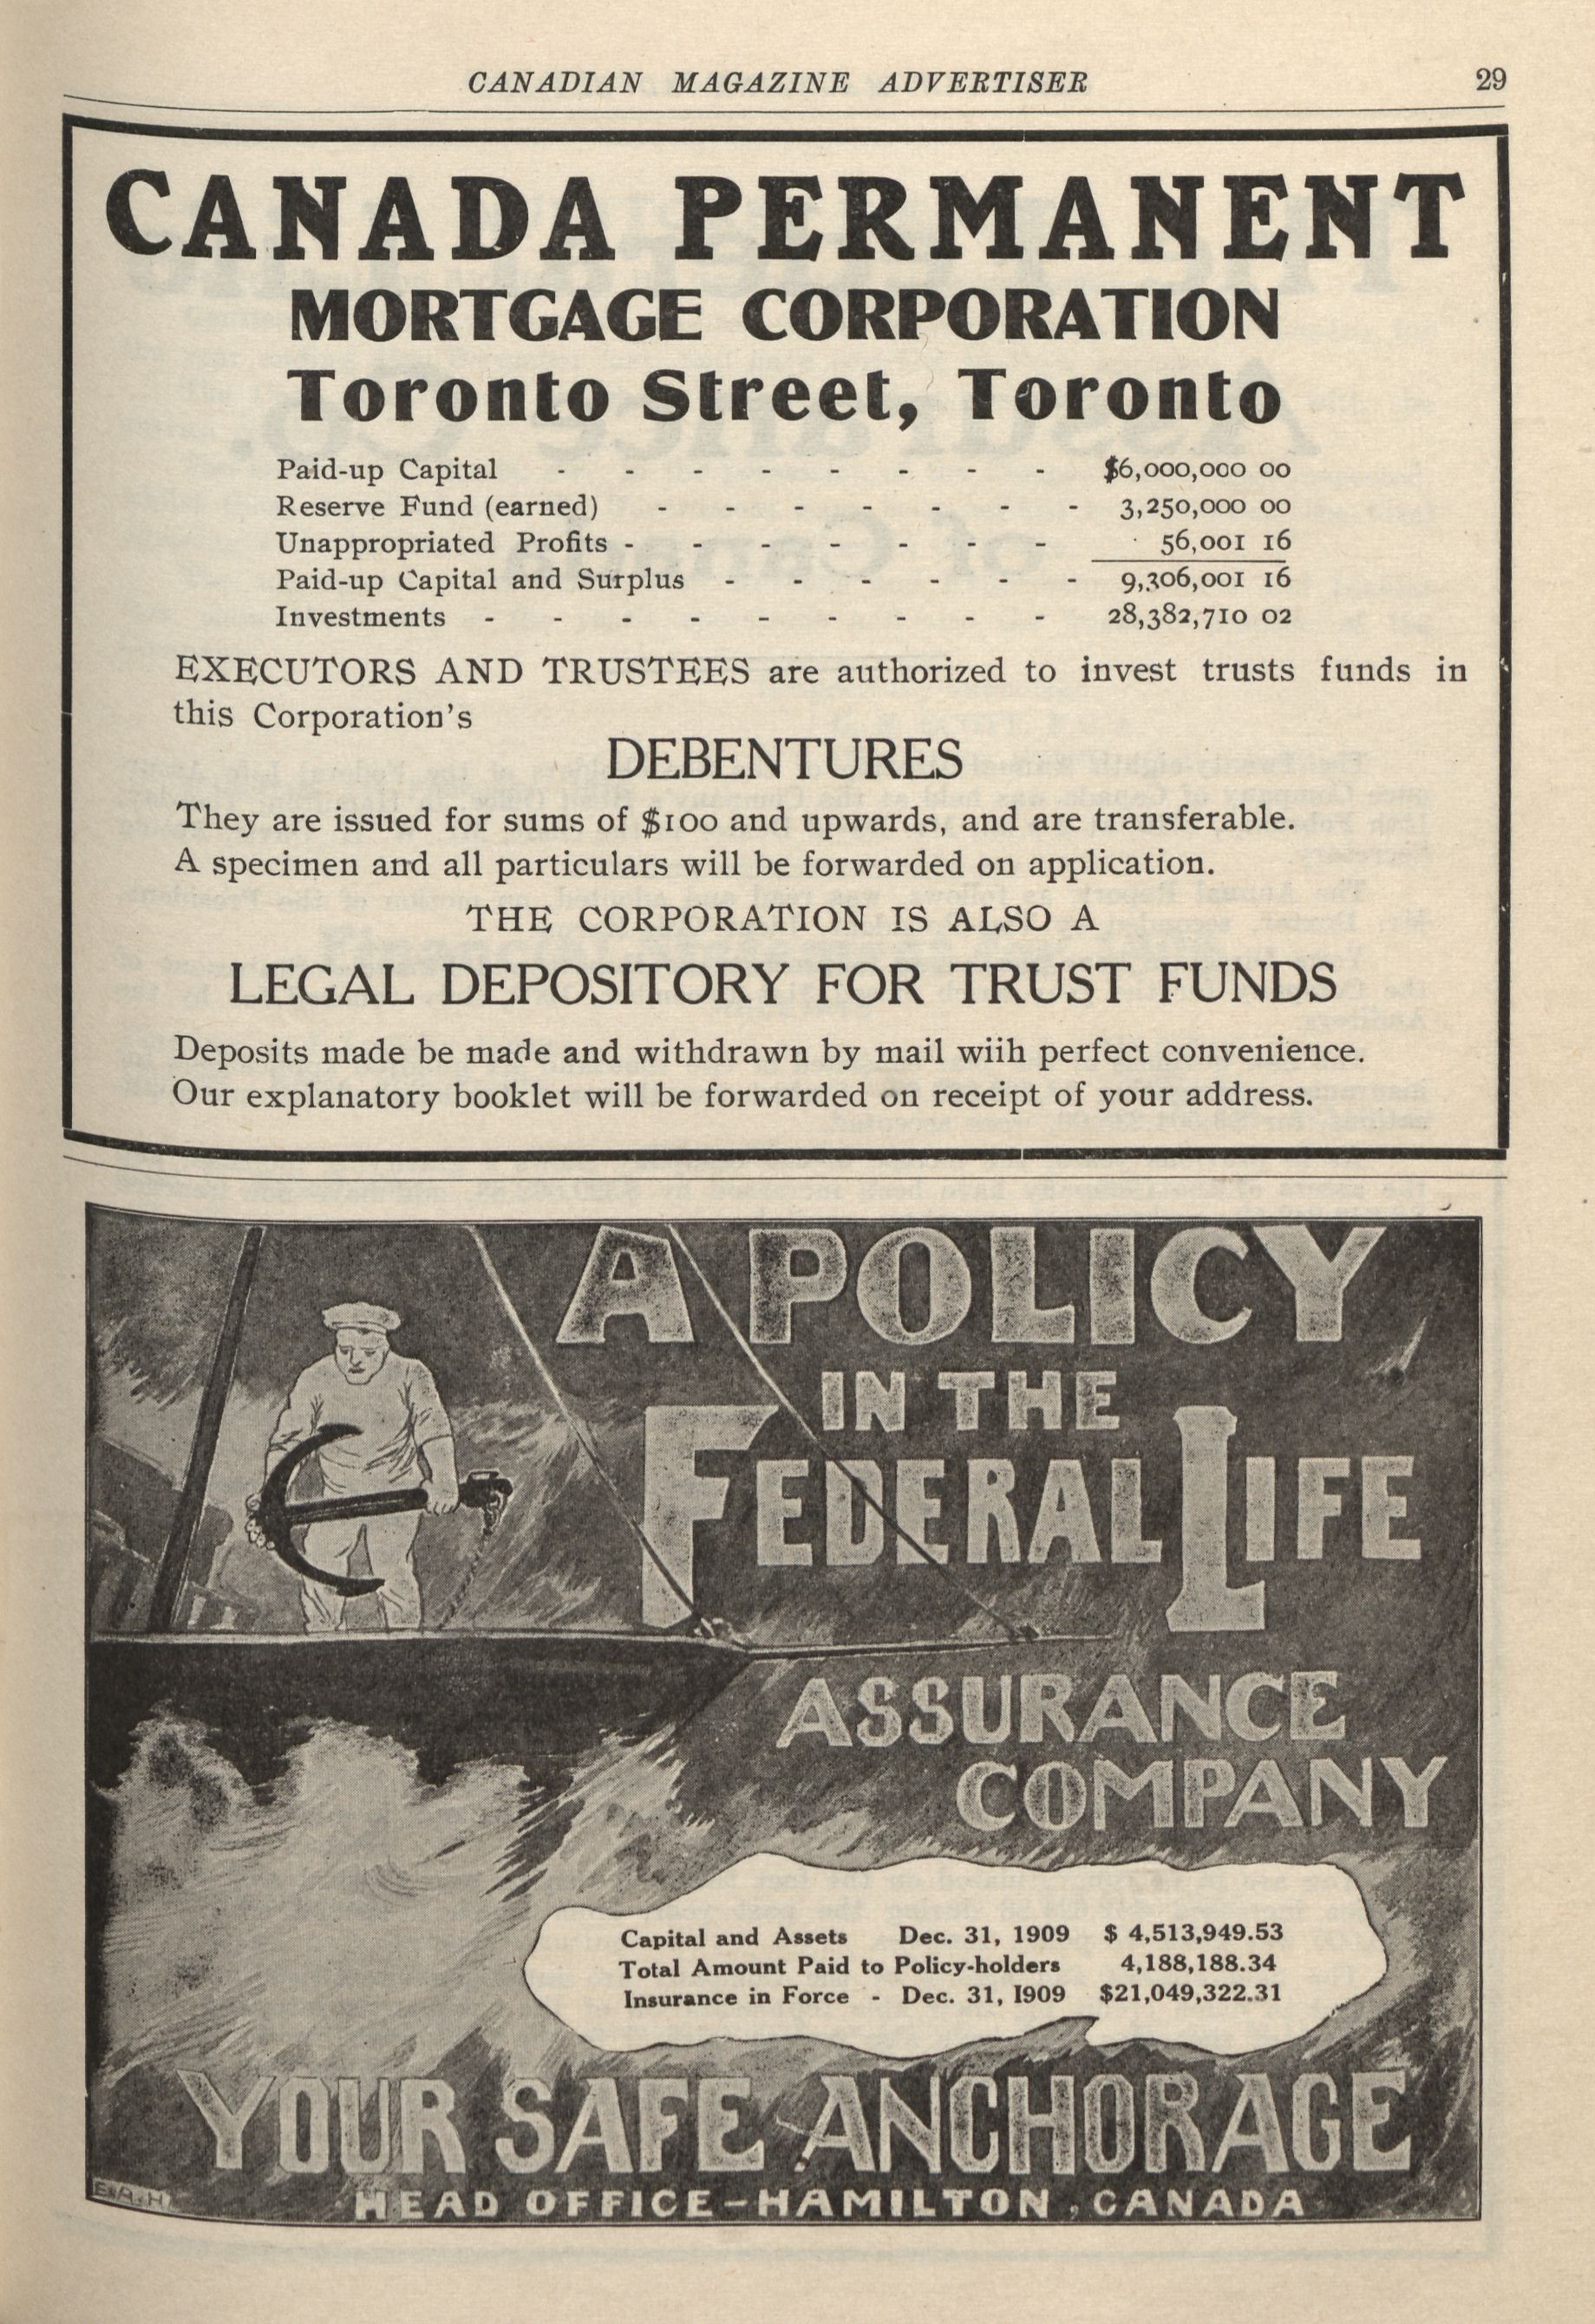 CANADIAN MAGAZINE ADVERTISER 29
CANADA PERMANENT
MORTGAGE CORPORATION
Toronto Street, Toronto
Paid-up Capital - - - - - - - - $6,000,000 00
Reserve Fund (earned) - - - - - - - 3,250,000 00
Unappropriated Profits - - - - - - - 56,001 16
Paid-up Capital and Surplus - - - - - - 9,306,001 16
Investments - - - - - - - - - 28,382,710 02
EXECUTORS AND TRUSTEES are authorized to invest trusts funds in
this Corporation's
DEBENTURES
They are issued for sums of $100 and upwards, and are transferable.
A specimen and all particulars will be forwarded on application.
THE CORPORATION IS ALSO A
LEGAL DEPOSITORY FOR TRUST FUNDS
Deposits made be made and withdrawn by mail wiih perfect convenience.
Our explanatory booklet will be forwarded on receipt of your address.
A POLICY
IN THE
FEDERAL LIFE
ASSURANCE
COMPANY
Capital and Assets Dec. 31, 1909 $ 4,513,949.53
Total Amount Paid to Policy-holders 4,188,188.34
Insurance in Force - Dec. 31, 1909 $21,049,322.31
YOUR SAFE ANCHORAGE
E.A.H.
HEAD OFFICE-HAMILTON, CANADA